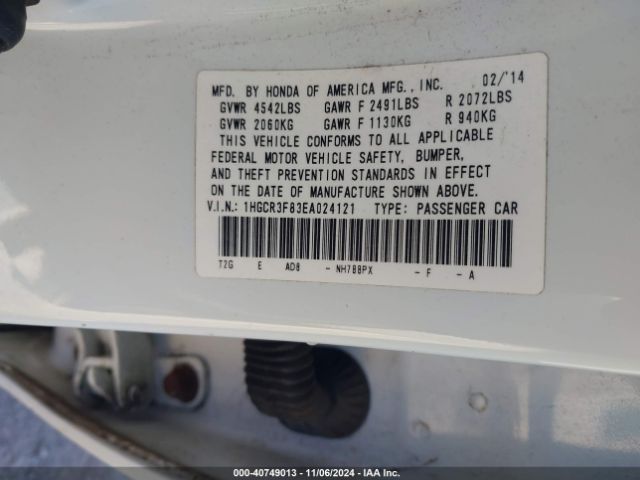 MFD. BY HONDA OF AMERICA MFG., INC. 02/'14
GVWR 4542LBS GAWR F 2491LBS R 2072LBS
GVWR 2060KG GAWR F 1130KG R 940KG
THIS VEHICLE CONFORMS TO ALL APPLICABLE
FEDERAL MOTOR VEHICLE SAFETY, BUMPER,
AND THEFT PREVENTION STANDARDS IN EFFECT
ON THE DATE OF MANUFACTURE SHOWN ABOVE.
V.I.N.: 1HGCR3F83EA024121 TYPE: PASSENGER CAR
T2G E AD8 - NH788PX - F - A
000-40749013 - 11/06/2024 - IAA Inc.